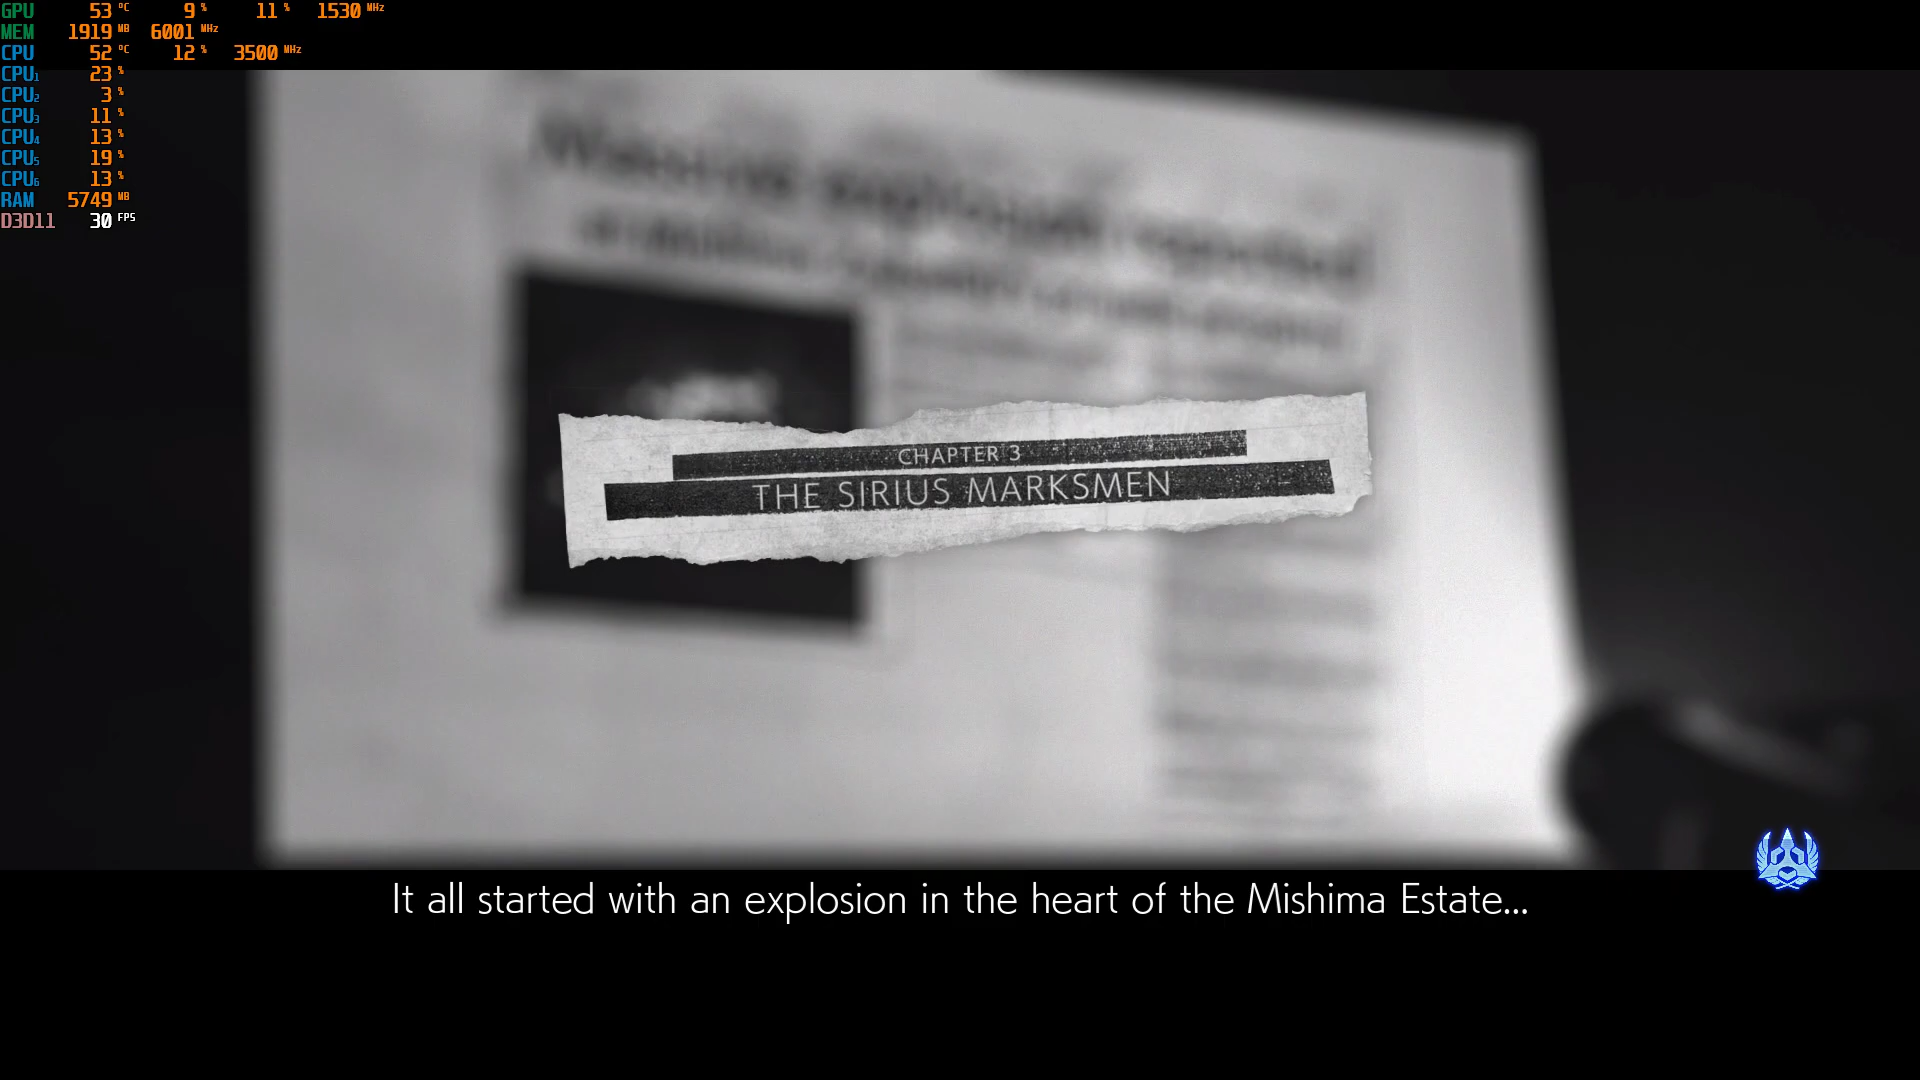 GPU 53 °C 9 % 11 % 1530 MHz
MEM 1919 MB 6001 MHz
CPU 52 °C 12 % 3500 MHz
CPU1 23 %
CPU2 3 %
CPU3 11 %
CPU4 13 %
CPU5 19 %
CPU6 13 %
RAM 5749 MB
D3D11 30 FPS
explosion reported
CHAPTER 3
THE SIRIUS MARKSMEN
It all started with an explosion in the heart of the Mishima Estate...